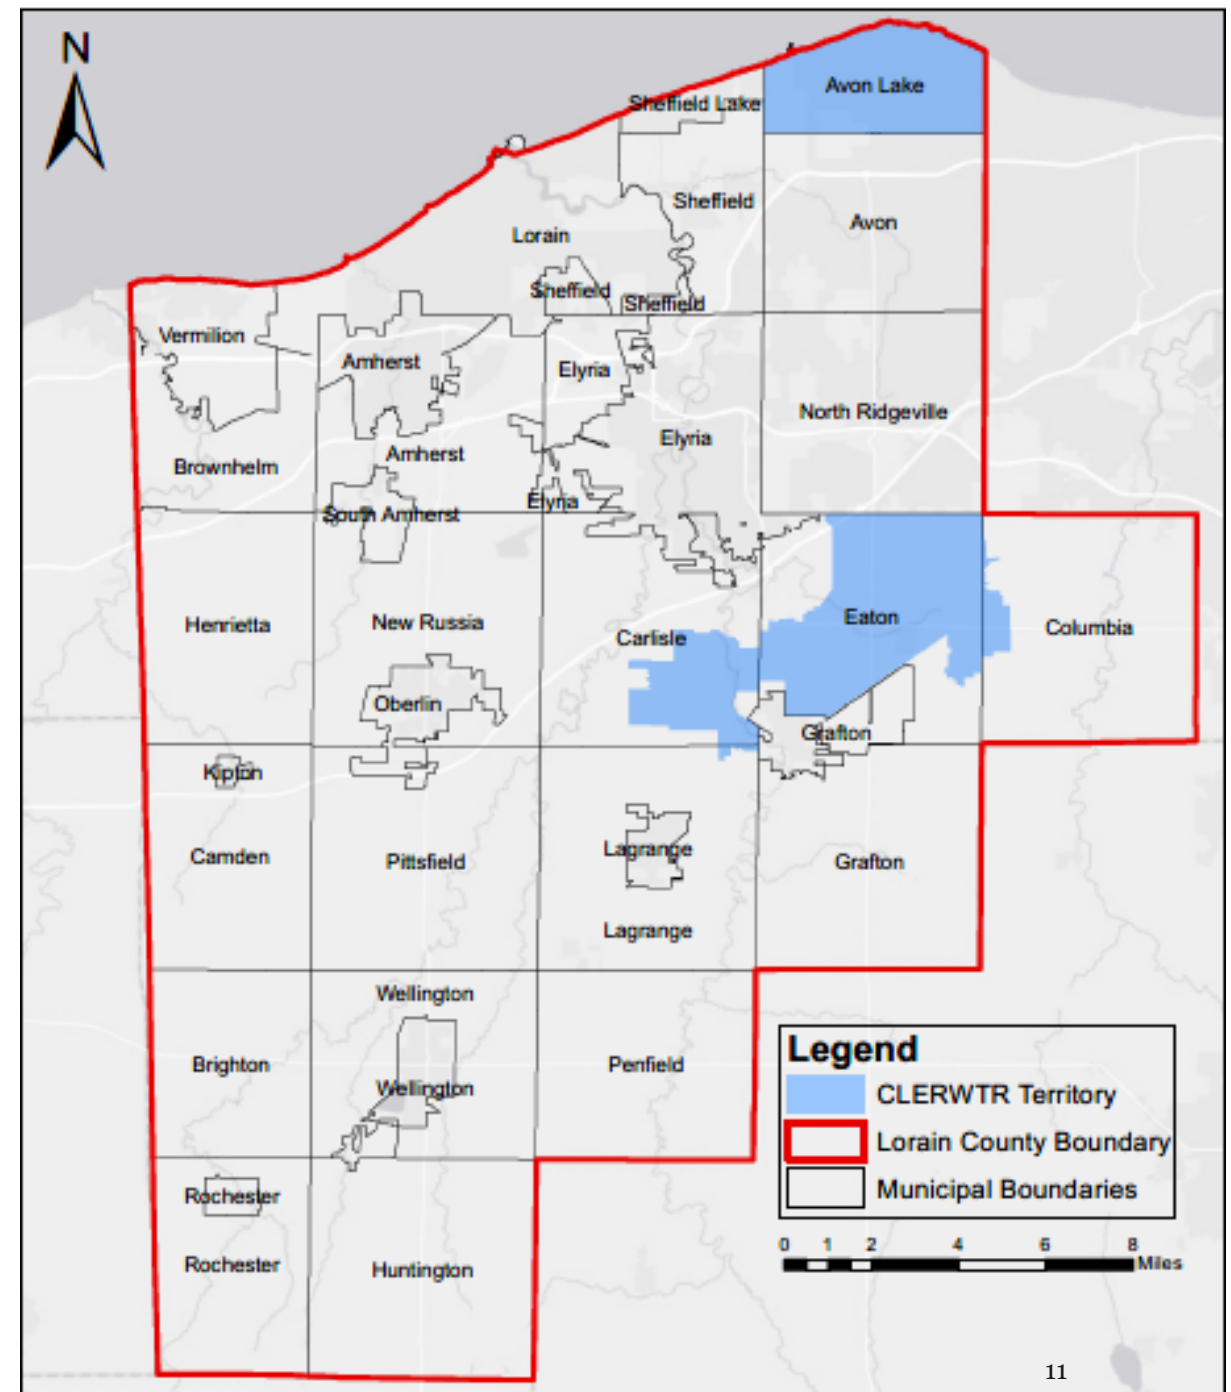 N
Avon Lake
Sheffield Lake
Sheffield
Avon
Lorain
Sheffield
Sheffield
Vermilion
Amherst
Elyria
North Ridgeville
Elyria
Amherst
Brownhelm
Elyria
South Amherst
Eaton
Henrietta
New Russia
Carlisle
Columbia
Oberlin
Grafton
Kipton
Lagrange
Camden
Pittsfield
Grafton
Lagrange
Wellington
Brighton
Penfield
Wellington
Rochester
Rochester
Huntington
Legend
CLERWTR Territory
Lorain County Boundary
Municipal Boundaries
0 1 2 4 6 8
Miles
11